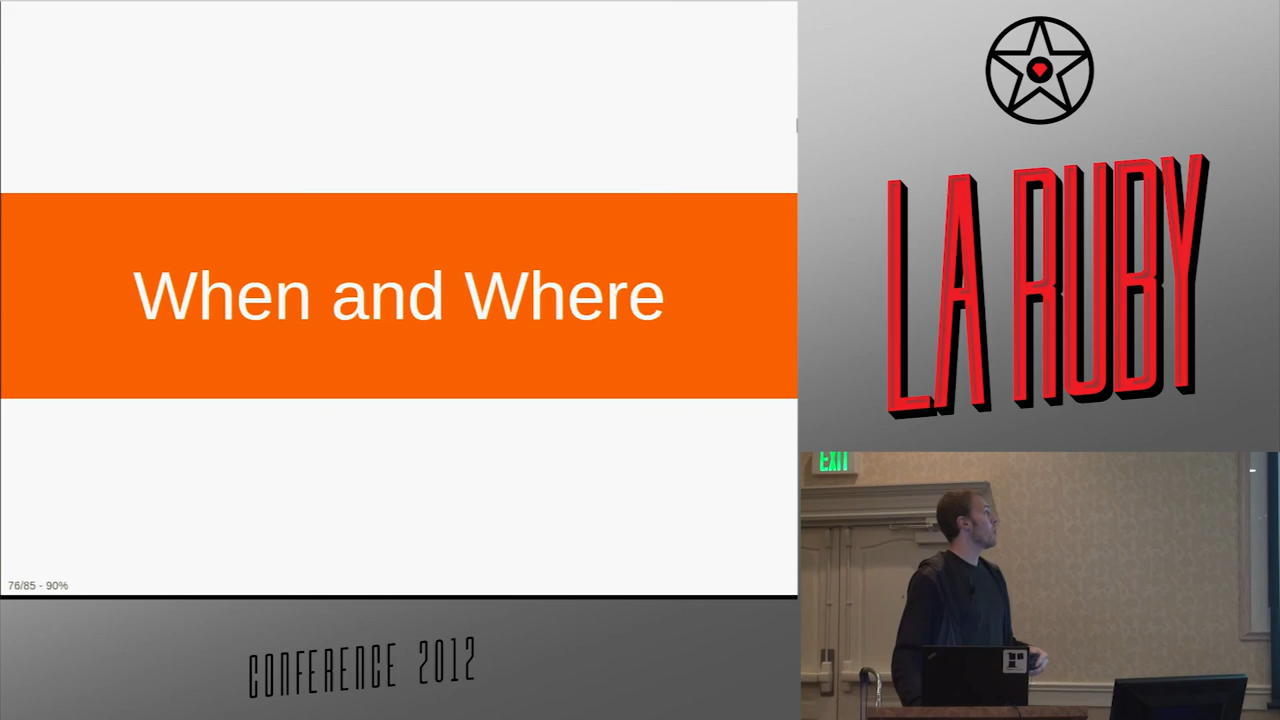 When and Where
76/85 - 90%
CONFERENCE 2012
LA RUBY
EXIT